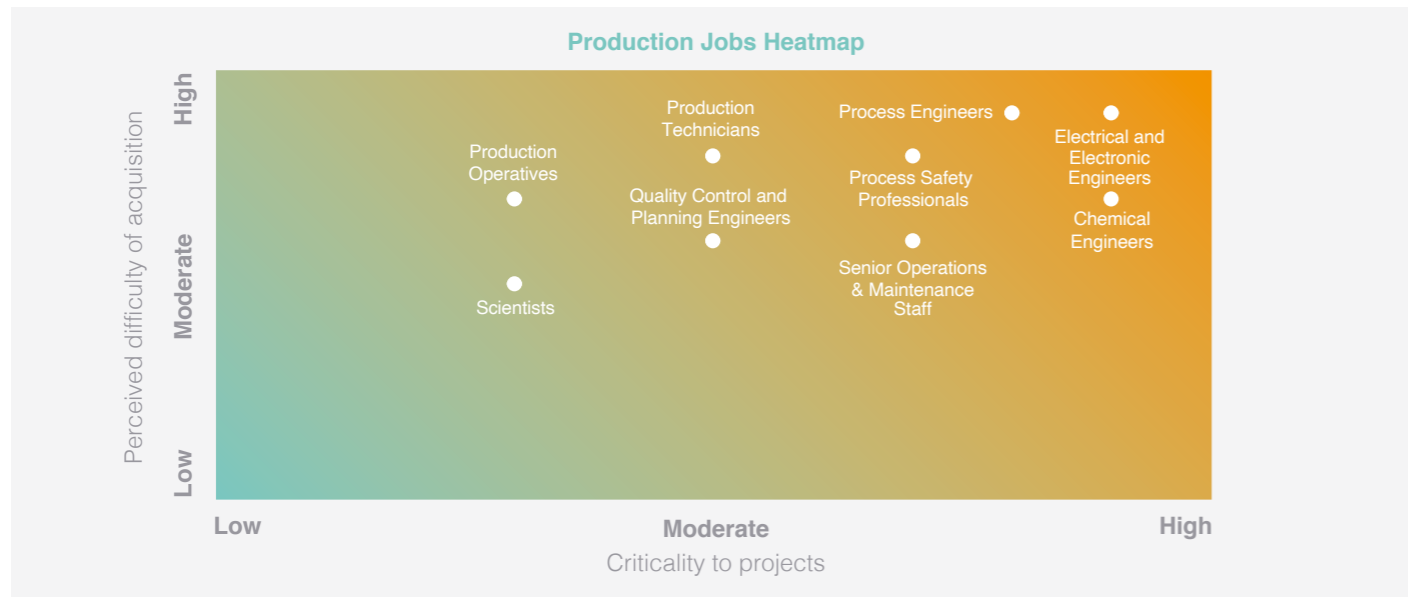 Production Jobs Heatmap
Perceived difficulty of acquisition
High
Moderate
Low
Production
Operatives
Scientists
Production
Technicians
Quality Control and
Planning Engineers
Process Engineers
Process Safety
Professionals
Senior Operations
& Maintenance
Staff
Electrical and
Electronic
Engineers
Chemical
Engineers
Low
Moderate
High
Criticality to projects